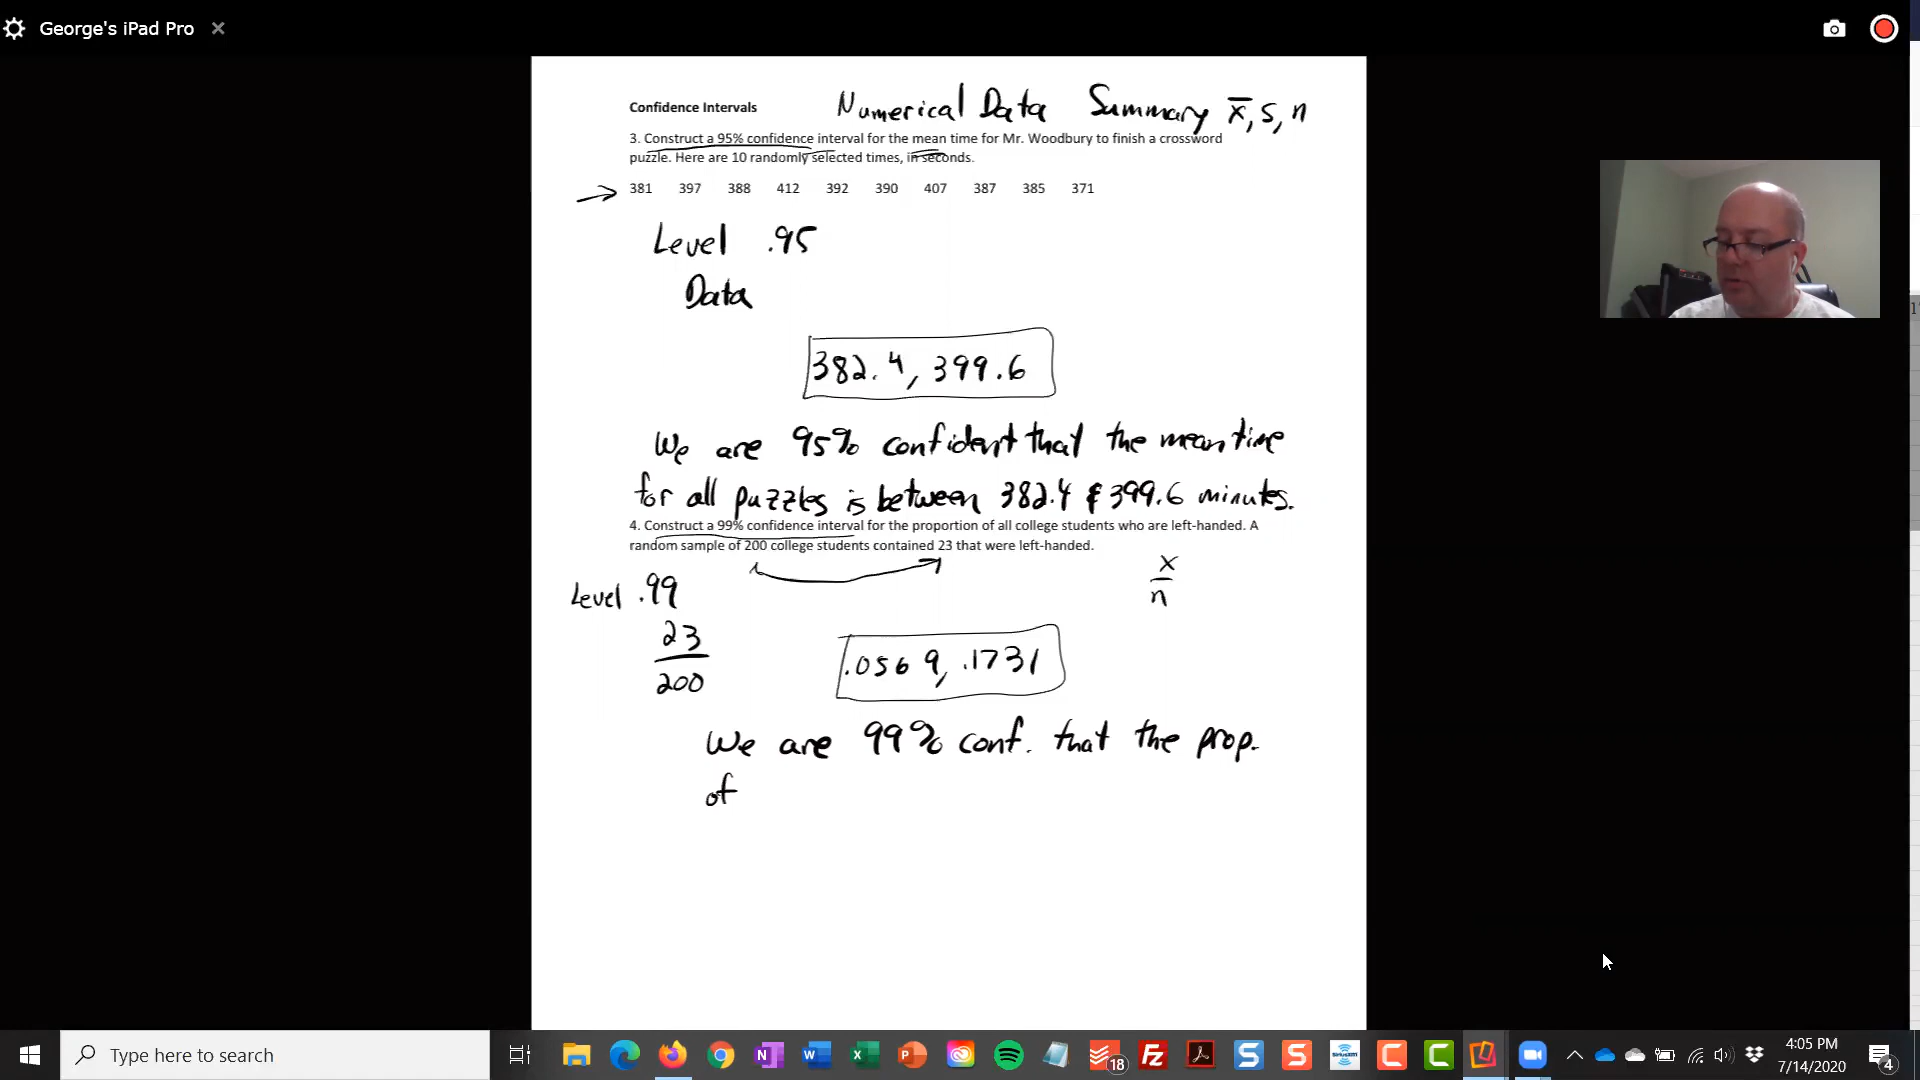 George's iPad Pro
Confidence Intervals
Numerical Data Summary x̄, s, n
3. Construct a 95% confidence interval for the mean time for Mr. Woodbury to finish a crossword
puzzle. Here are 10 randomly selected times, in seconds.
381 397 388 412 392 390 407 387 385 371
Level .95
Data
382.4, 399.6
We are 95% confident that the mean time
for all puzzles is between 382.4 & 399.6 minutes.
4. Construct a 99% confidence interval for the proportion of all college students who are left-handed. A
random sample of 200 college students contained 23 that were left-handed.
x
n
Level .99
23
200
.0569, .1731
We are 99% conf. that the prop.
of
Type here to search
18
4:05 PM
7/14/2020
4